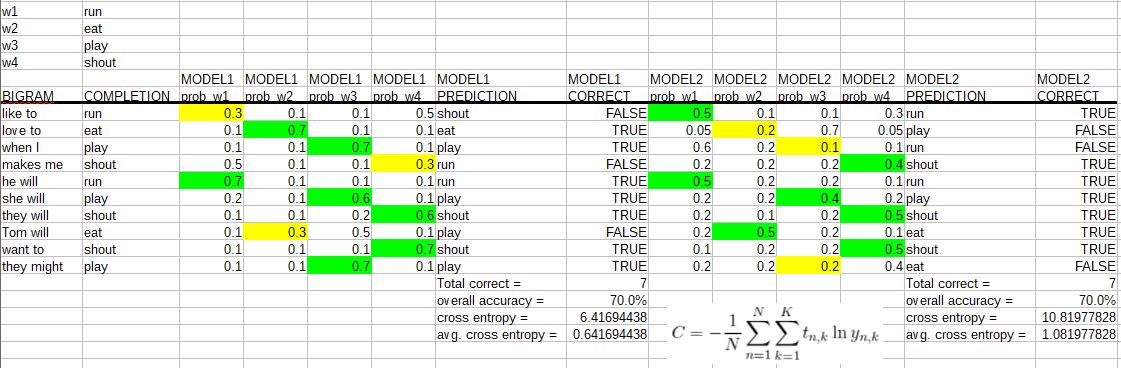 w1 run
w2 eat
w3 play
w4 shout
MODEL1 MODEL1 MODEL1 MODEL1 MODEL1 MODEL1 MODEL2 MODEL2 MODEL2 MODEL2 MODEL2 MODEL2
BIGRAM COMPLETION prob_w1 prob_w2 prob_w3 prob_w4 PREDICTION CORRECT prob_w1 prob_w2 prob_w3 prob_w4 PREDICTION CORRECT
like to run 0.3 0.1 0.1 0.5 shout FALSE 0.5 0.1 0.1 0.3 run TRUE
love to eat 0.1 0.7 0.1 0.1 eat TRUE 0.05 0.2 0.7 0.05 play FALSE
when I play 0.1 0.1 0.7 0.1 play TRUE 0.6 0.2 0.1 0.1 run FALSE
makes me shout 0.5 0.1 0.1 0.3 run FALSE 0.2 0.2 0.2 0.4 shout TRUE
he will run 0.7 0.1 0.1 0.1 run TRUE 0.5 0.2 0.2 0.1 run TRUE
she will play 0.2 0.1 0.6 0.1 play TRUE 0.2 0.2 0.4 0.2 play TRUE
they will shout 0.1 0.1 0.2 0.6 shout TRUE 0.2 0.1 0.2 0.5 shout TRUE
Tom will eat 0.1 0.3 0.5 0.1 play FALSE 0.2 0.5 0.2 0.1 eat TRUE
want to shout 0.1 0.1 0.1 0.7 shout TRUE 0.1 0.2 0.2 0.5 shout TRUE
they might play 0.1 0.1 0.7 0.1 play TRUE 0.2 0.2 0.2 0.4 eat FALSE
Total correct = 7 Total correct = 7
overall accuracy = 70.0% overall accuracy = 70.0%
cross entropy = 6.41694438 cross entropy = 10.81977828
avg. cross entropy = 0.641694438 avg. cross entropy = 1.081977828
C = −1/N ∑n=1^N ∑k=1^K tn,k ln yn,k